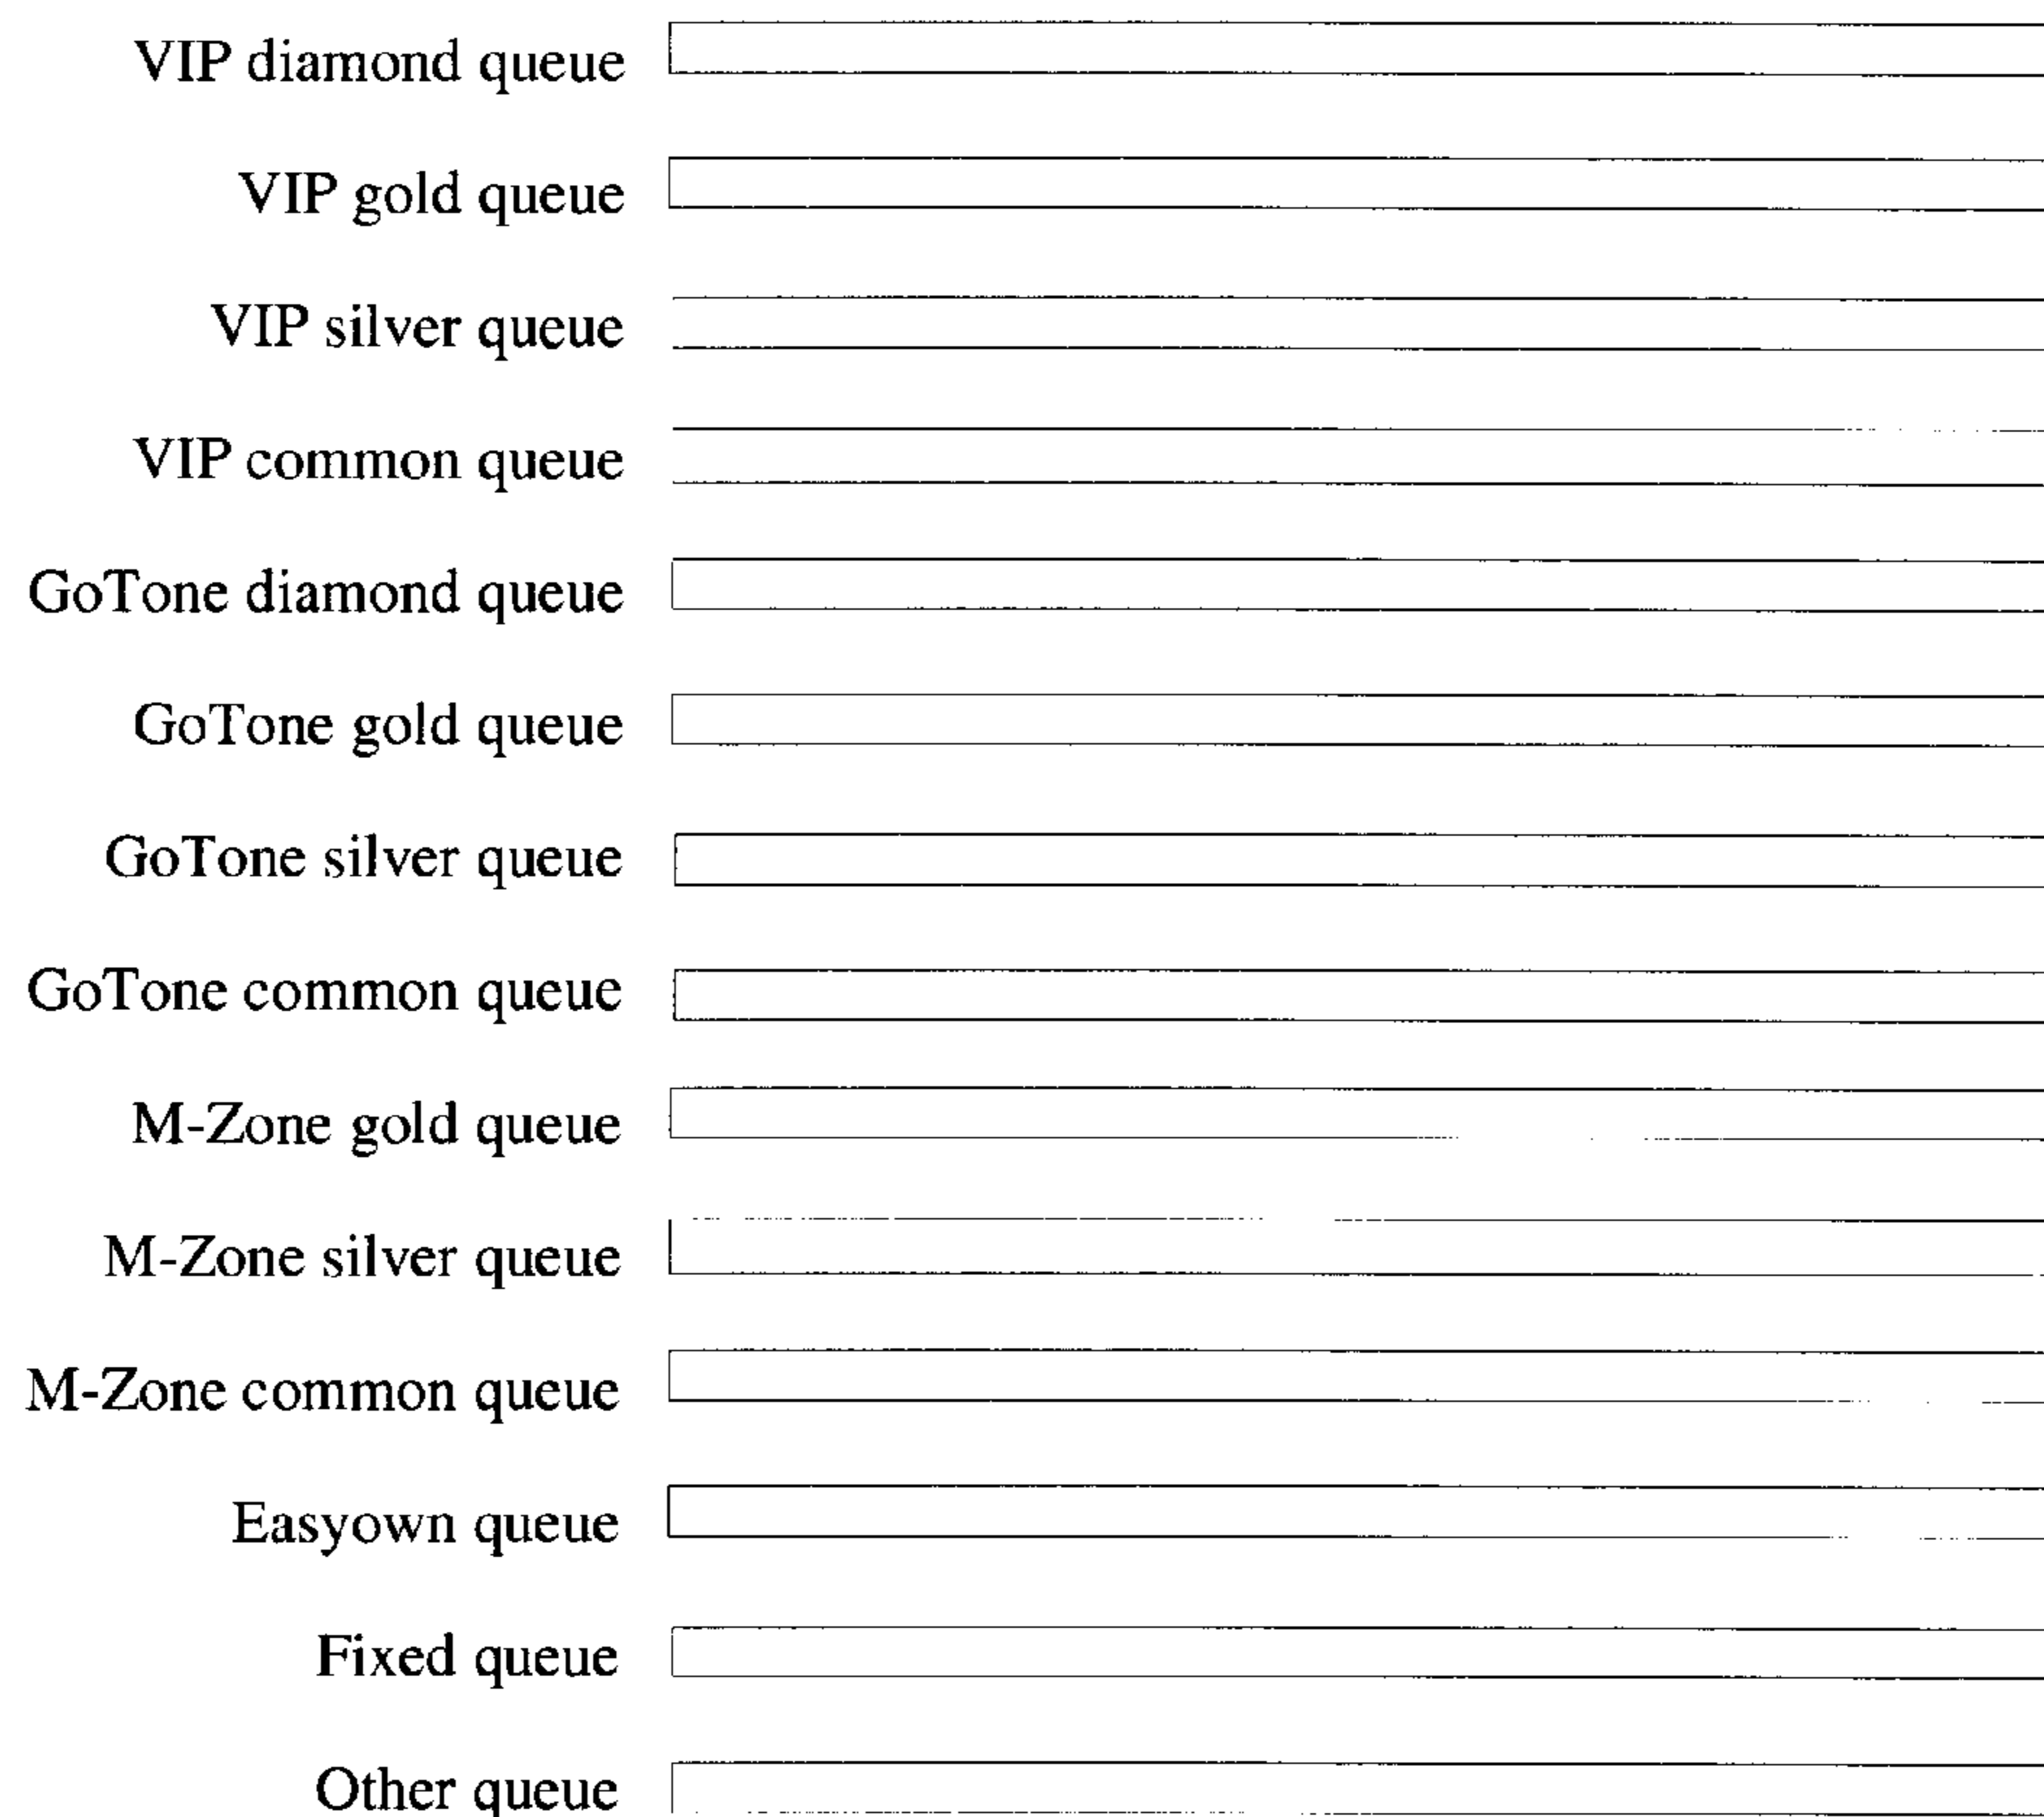 VIP diamond queue
VIP gold queue
VIP silver queue
VIP common queue
GoTone diamond queue
GoTone gold queue
GoTone silver queue
GoTone common queue
M-Zone gold queue
M-Zone silver queue
M-Zone common queue
Easyown queue
Fixed queue
Other queue